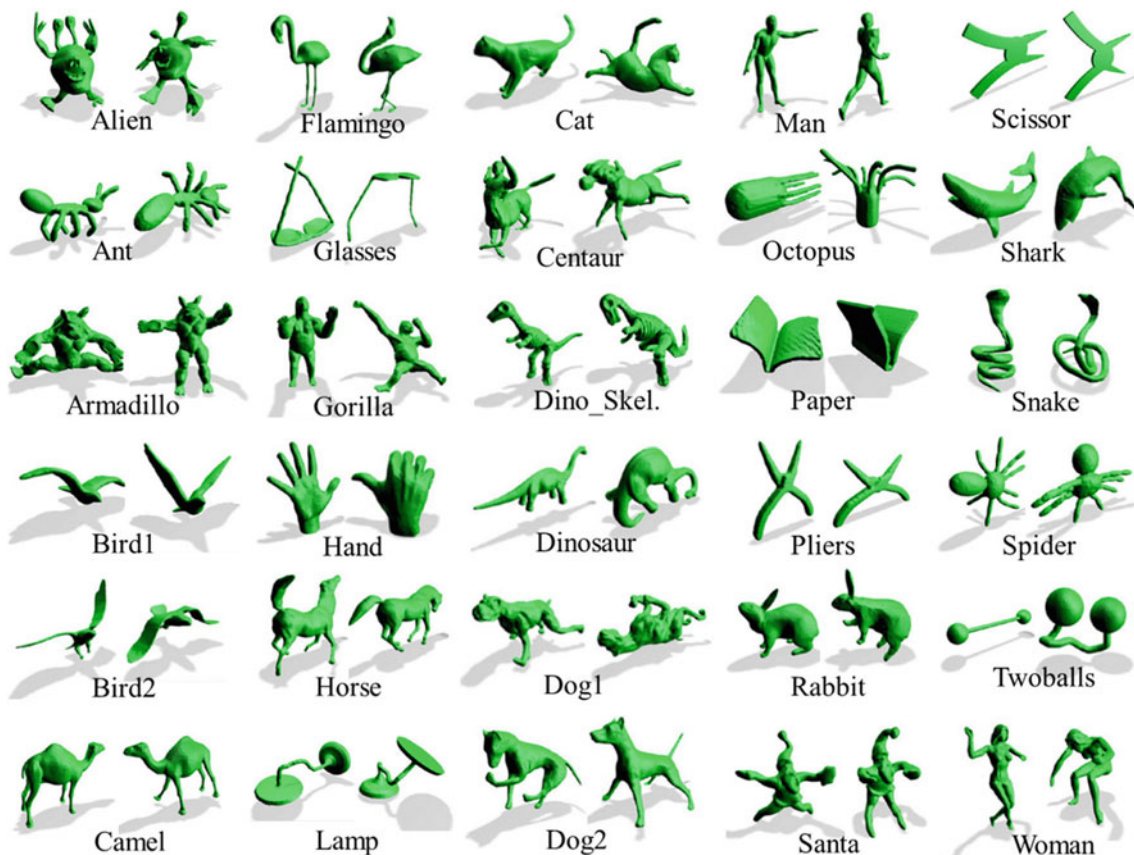 Alien
Flamingo
Cat
Man
Scissor
Ant
Glasses
Centaur
Octopus
Shark
Armadillo
Gorilla
Dino_Skel.
Paper
Snake
Bird1
Hand
Dinosaur
Pliers
Spider
Bird2
Horse
Dog1
Rabbit
Twoballs
Camel
Lamp
Dog2
Santa
Woman